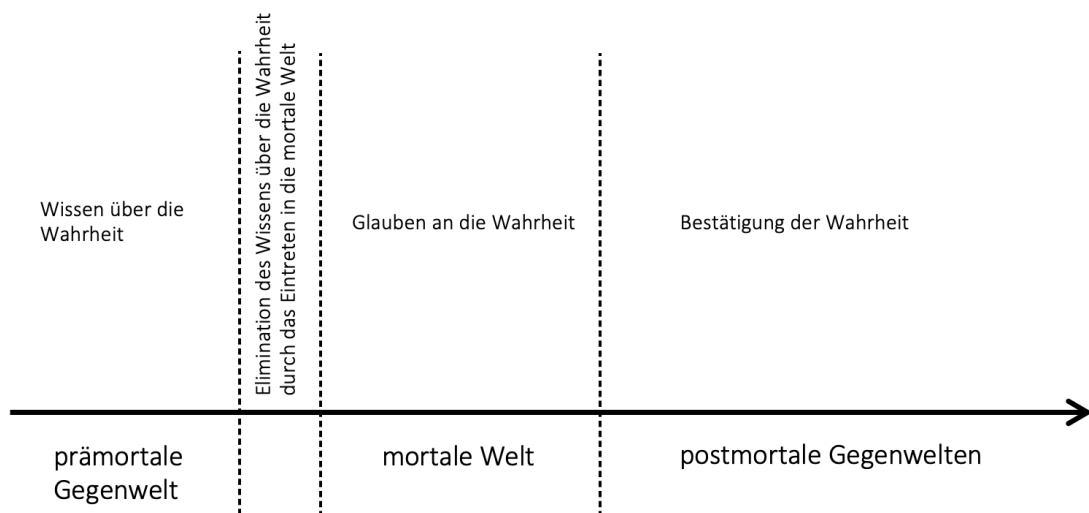 Wissen über die
Wahrheit
Elimination des Wissens über die Wahrheit
durch das Eintreten in die mortale Welt
Glauben an die Wahrheit
Bestätigung der Wahrheit
prämortale
Gegenwelt
mortale Welt
postmortale Gegenwelten